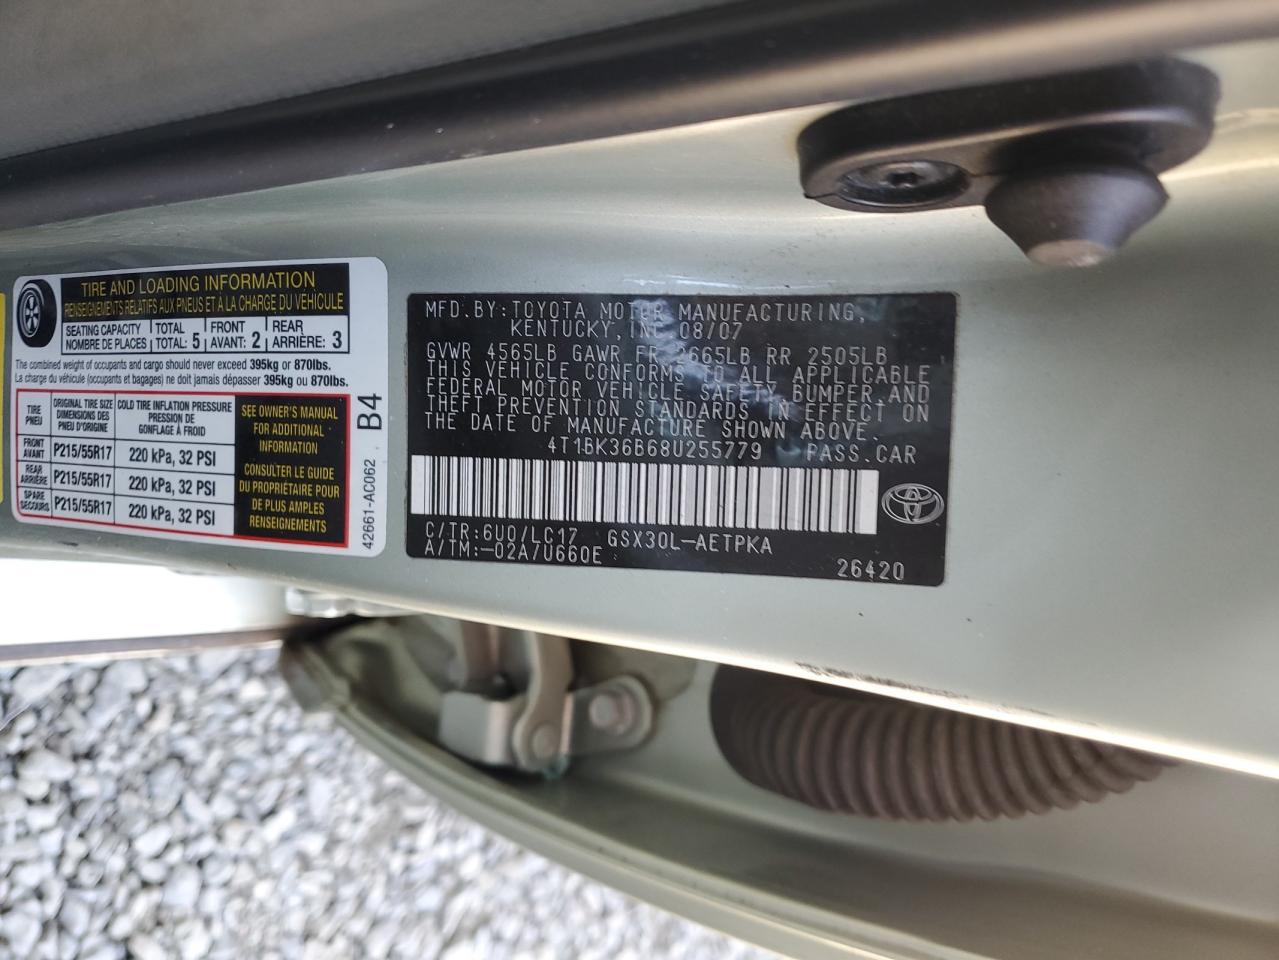 TIRE AND LOADING INFORMATION
RENSEIGNEMENTS RELATIFS AUX PNEUS ET À LA CHARGE DU VÉHICULE
SEATING CAPACITY TOTAL 5 FRONT 2 REAR 3
NOMBRE DE PLACES TOTAL: AVANT: ARRIÈRE:
The combined weight of occupants and cargo should never exceed 395kg or 870lbs.
La charge du véhicule (occupants et bagages) ne doit jamais dépasser 395kg ou 870lbs.
TIRE ORIGINAL TIRE SIZE COLD TIRE INFLATION PRESSURE
PNEU DIMENSIONS DES PNEU D'ORIGINE PRESSION DE GONFLAGE À FROID
FRONT AVANT P215/55R17 220 kPa, 32 PSI
REAR ARRIÈRE P215/55R17 220 kPa, 32 PSI
SPARE SECOURS P215/55R17 220 kPa, 32 PSI
SEE OWNER'S MANUAL
FOR ADDITIONAL
INFORMATION
CONSULTER LE GUIDE
DU PROPRIÉTAIRE POUR
DE PLUS AMPLES
RENSEIGNEMENTS
42661-AC062 B4
MFD.BY: TOYOTA MOTOR MANUFACTURING,
KENTUCKY, INC. 08/07
GVWR 4565LB GAWR FR 2665LB RR 2505LB
THIS VEHICLE CONFORMS TO ALL APPLICABLE
FEDERAL MOTOR VEHICLE SAFETY, BUMPER, AND
THEFT PREVENTION STANDARDS IN EFFECT ON
THE DATE OF MANUFACTURE SHOWN ABOVE.
4T1BK36B68U255779 PASS.CAR
C/TR:6U0/LC17 GSX30L-AETPKA
A/TM:-02A/U660E
26420